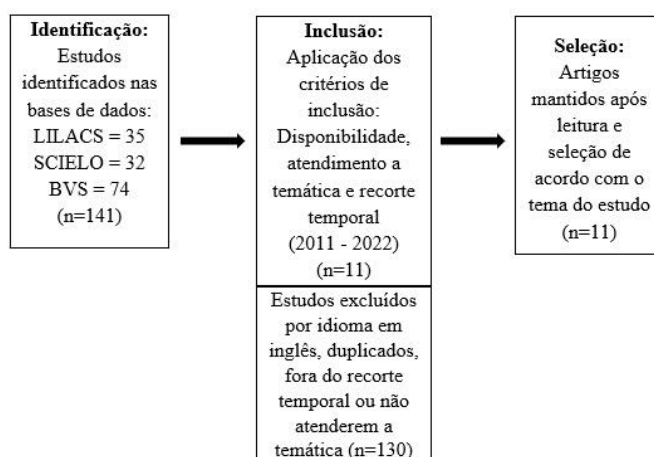 Identificação:
Estudos
identificados nas
bases de dados:
LILACS = 35
SCIELO = 32
BVS = 74
(n=141)
Inclusão:
Aplicação dos
critérios de
inclusão:
Disponibilidade,
atendimento a
temática e recorte
temporal
(2011 - 2022)
(n=11)
Estudos excluídos
por idioma em
inglês, duplicados,
fora do recorte
temporal ou não
atenderem a
temática (n=130)
Seleção:
Artigos
mantidos após
leitura e
seleção de
acordo com o
tema do estudo
(n=11)